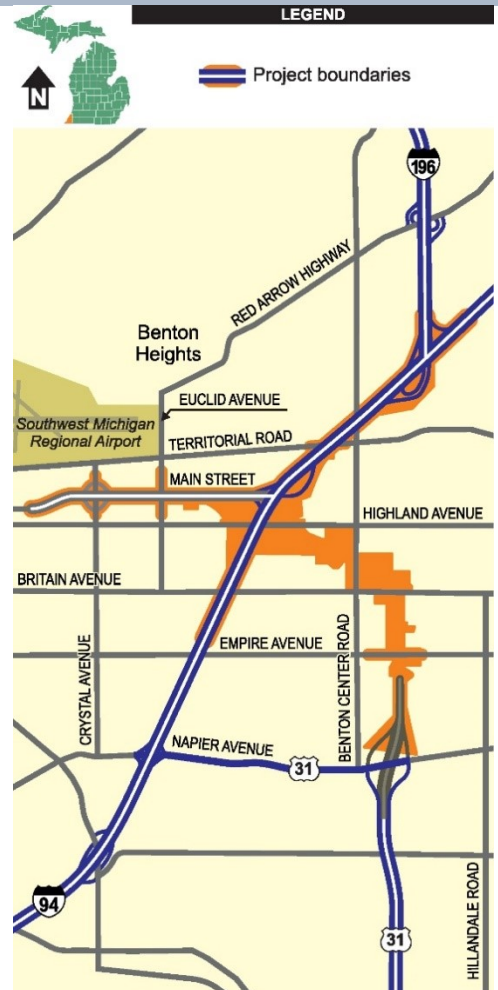 LEGEND
N
Project boundaries
196
RED ARROW HIGHWAY
Benton
Heights
EUCLID AVENUE
Southwest Michigan
Regional Airport
TERRITORIAL ROAD
MAIN STREET
HIGHLAND AVENUE
BRITAIN AVENUE
EMPIRE AVENUE
CRYSTAL AVENUE
BENTON CENTER ROAD
NAPIER AVENUE
31
94
31
HILLANDALE ROAD